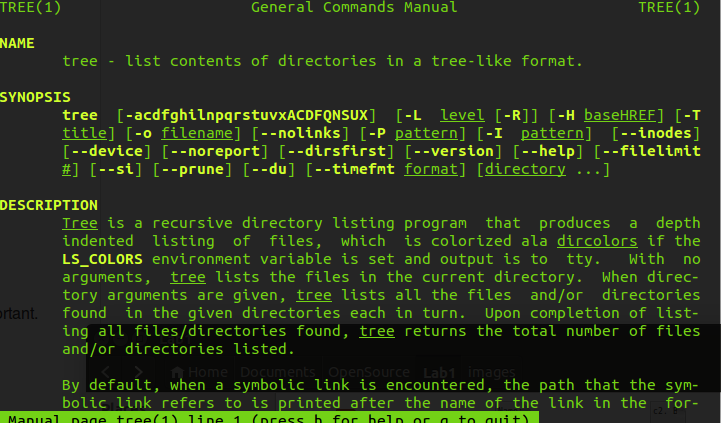 TREE(1) General Commands Manual TREE(1)
NAME
tree - list contents of directories in a tree-like format.
SYNOPSIS
tree [-acdfghilnpqrstuvxACDFQNSUX] [-L level [-R]] [-H baseHREF] [-T
title] [-o filename] [--nolinks] [-P pattern] [-I pattern] [--inodes]
[--device] [--noreport] [--dirsfirst] [--version] [--help] [--filelimit
#] [--si] [--prune] [--du] [--timefmt format] [directory ...]
DESCRIPTION
Tree is a recursive directory listing program that produces a depth
indented listing of files, which is colorized ala dircolors if the
LS_COLORS environment variable is set and output is to tty. With no
arguments, tree lists the files in the current directory. When direc-
tory arguments are given, tree lists all the files and/or directories
found in the given directories each in turn. Upon completion of list-
ing all files/directories found, tree returns the total number of files
and/or directories listed.
Home Documents OpenSource Lab1 images
By default, when a symbolic link is encountered, the path that the sym-
bolic link refers to is printed after the name of the link in the for-
Manual page tree(1) line 1 (press h for help or q to quit)